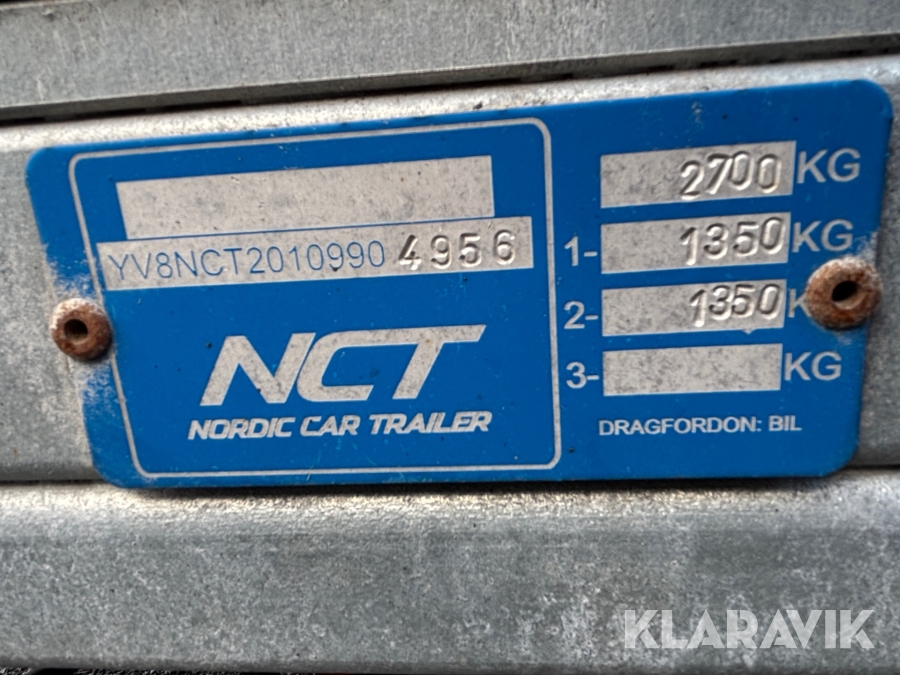 YV8NCT2010990 4956
NCT
NORDIC CAR TRAILER
2700 KG
1- 1350 KG
2- 1350 K
3- KG
DRAGFORDON: BIL
KLARAVIK